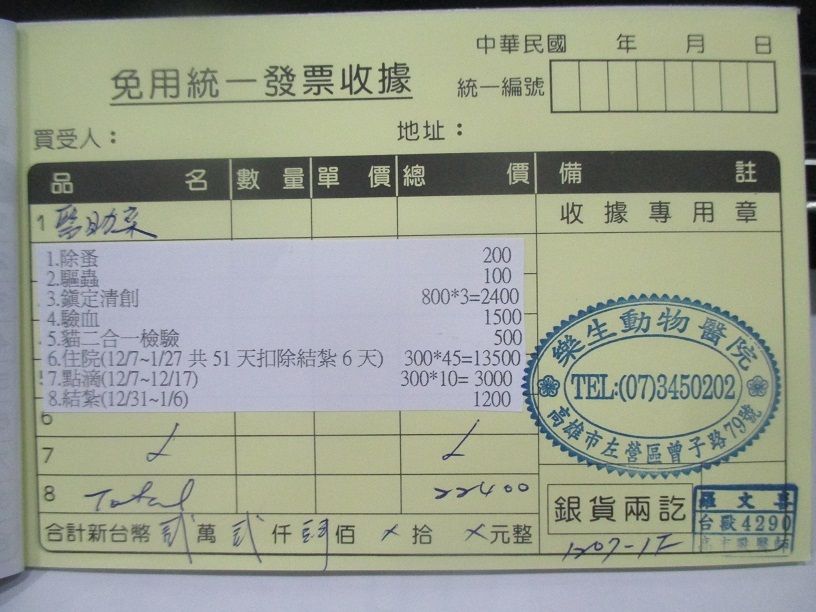 中華民國 年 月 日
免用統一發票收據
統一編號
買受人：
地址：
品名 數量 單價 總價 備註
收據專用章
1 醫助案
1.除蚤 200
2.驅蟲 100
3.鎮定清創 800*3=2400
4.驗血 1500
5.貓二合一檢驗 500
6.住院(12/7~1/27 共 51 天扣除結紮 6 天) 300*45=13500
7.點滴(12/7~12/17) 300*10= 3000
8.結紮(12/31~1/6) 1200
6
7
8 Total 22400
樂生動物醫院
TEL:(07)3450202
高雄市左營區曾子路79號
合計新台幣 貳 萬 貳 仟 肆 佰 拾 元整
銀貨兩訖
羅文喜
台獸4290